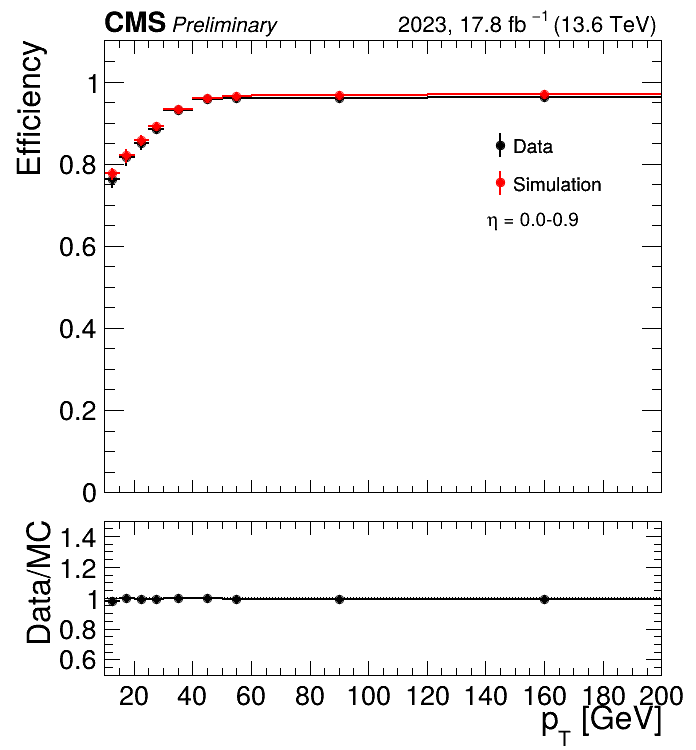 CMS Preliminary 2023, 17.8 fb⁻¹ (13.6 TeV)
Efficiency
1
0.8
0.6
0.4
0.2
0
Data
Simulation
η = 0.0-0.9
Data/MC
1.4
1.2
1
0.8
0.6
20 40 60 80 100 120 140 160 180 200
p_T [GeV]